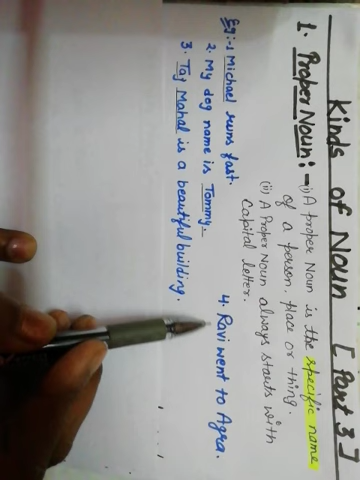 Kinds of Noun [Part 3]
1. Proper Noun:- (i) A proper Noun is the specific name
of a person. place or thing.
(ii) A Proper Noun always starts with
Capital letter.
Eg:-1 Michael runs fast.
2. My dog name is Tommy.
3. Taj Mahal is a beautiful building.
4. Ravi went to Agra.